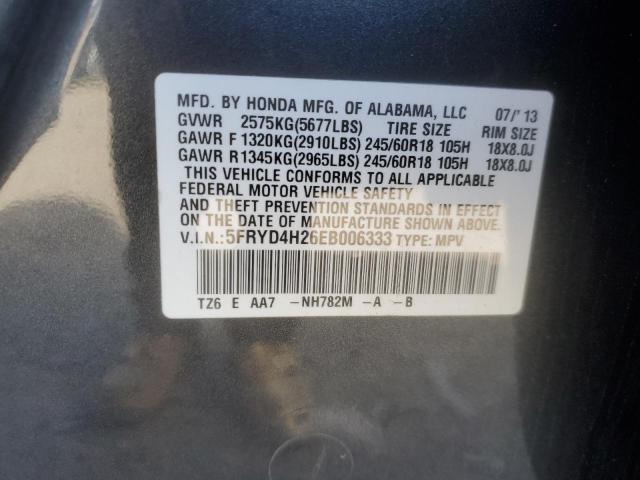 MFD. BY HONDA MFG. OF ALABAMA, LLC 07/'13
GVWR 2575KG(5677LBS) TIRE SIZE RIM SIZE
GAWR F 1320KG(2910LBS) 245/60R18 105H 18X8.0J
GAWR R1345KG(2965LBS) 245/60R18 105H 18X8.0J
THIS VEHICLE CONFORMS TO ALL APPLICABLE
FEDERAL MOTOR VEHICLE SAFETY
AND THEFT PREVENTION STANDARDS IN EFFECT
ON THE DATE OF MANUFACTURE SHOWN ABOVE.
V.I.N.:5FRYD4H26EB006333 TYPE: MPV
TZ6 E AA7 -NH782M -A -B